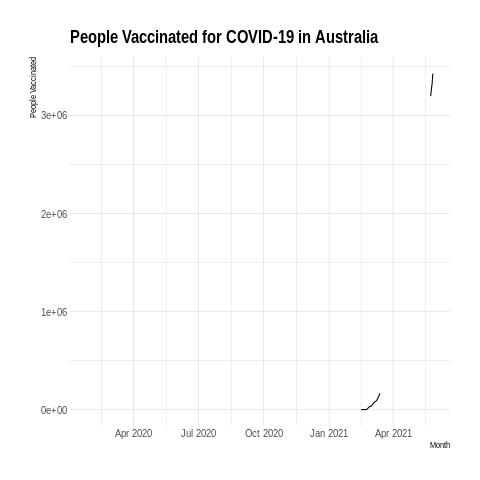 People Vaccinated for COVID-19 in Australia
People Vaccinated
3e+06
2e+06
1e+06
0e+00
Apr 2020 Jul 2020 Oct 2020 Jan 2021 Apr 2021
Month